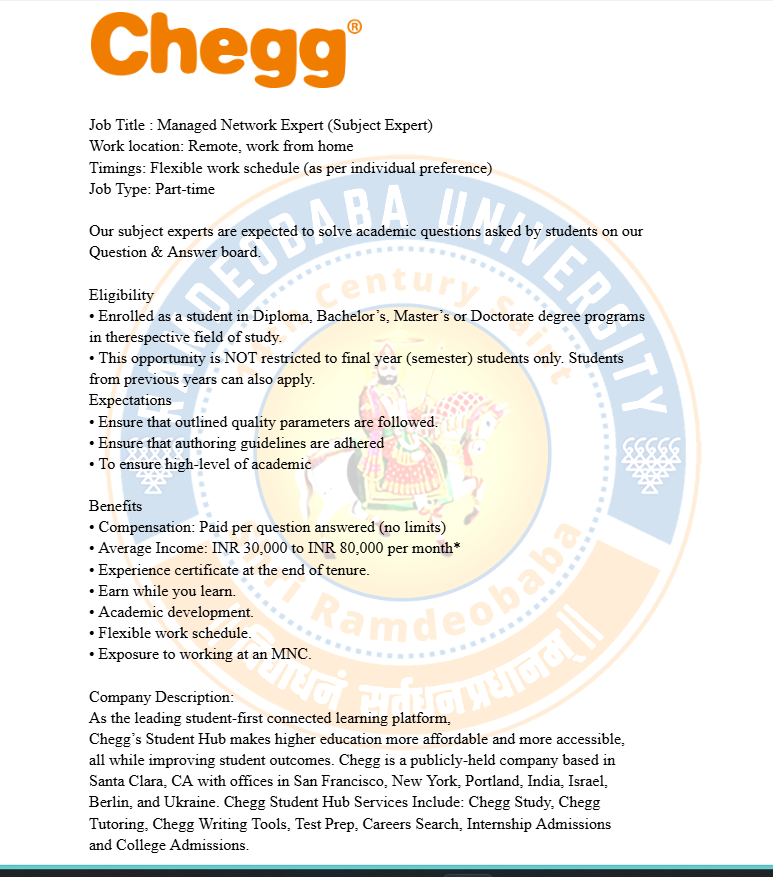 Chegg®
Job Title : Managed Network Expert (Subject Expert)
Work location: Remote, work from home
Timings: Flexible work schedule (as per individual preference)
Job Type: Part-time
Our subject experts are expected to solve academic questions asked by students on our
Question & Answer board.
Eligibility
• Enrolled as a student in Diploma, Bachelor’s, Master’s or Doctorate degree programs
in therespective field of study.
• This opportunity is NOT restricted to final year (semester) students only. Students
from previous years can also apply.
Expectations
• Ensure that outlined quality parameters are followed.
• Ensure that authoring guidelines are adhered
• To ensure high-level of academic
Benefits
• Compensation: Paid per question answered (no limits)
• Average Income: INR 30,000 to INR 80,000 per month*
• Experience certificate at the end of tenure.
• Earn while you learn.
• Academic development.
• Flexible work schedule.
• Exposure to working at an MNC.
Company Description:
As the leading student-first connected learning platform,
Chegg’s Student Hub makes higher education more affordable and more accessible,
all while improving student outcomes. Chegg is a publicly-held company based in
Santa Clara, CA with offices in San Francisco, New York, Portland, India, Israel,
Berlin, and Ukraine. Chegg Student Hub Services Include: Chegg Study, Chegg
Tutoring, Chegg Writing Tools, Test Prep, Careers Search, Internship Admissions
and College Admissions.
RAMDEOBABA UNIVERSITY
Century Saint
Shri Ramdeobaba
विद्याधनं सर्वधनप्रधानम् ||